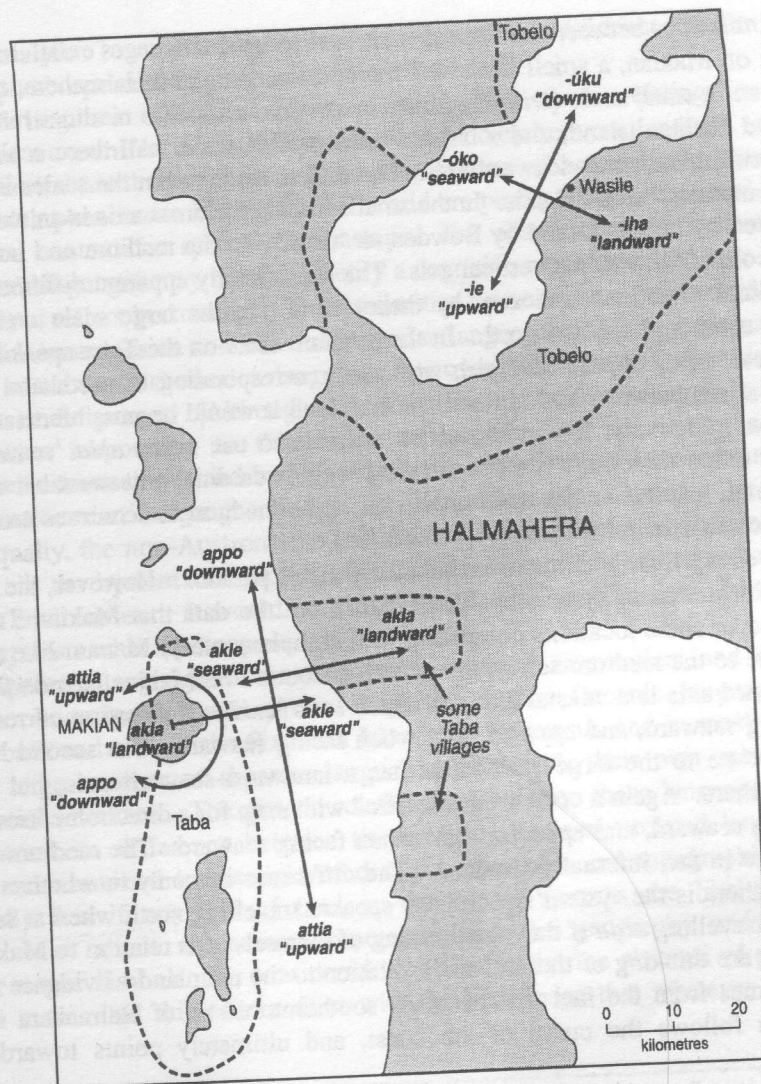 Tobelo
-úku
"downward"
-óko
"seaward"
Wasile
-iha
"landward"
-ie
"upward"
Tobelo
HALMAHERA
appo
"downward"
akla
"landward"
akle
"seaward"
attia
"upward"
MAKIAN
akla
"landward"
akle
"seaward"
some
Taba
villages
appo
"downward"
Taba
attia
"upward"
0 10 20
kilometres